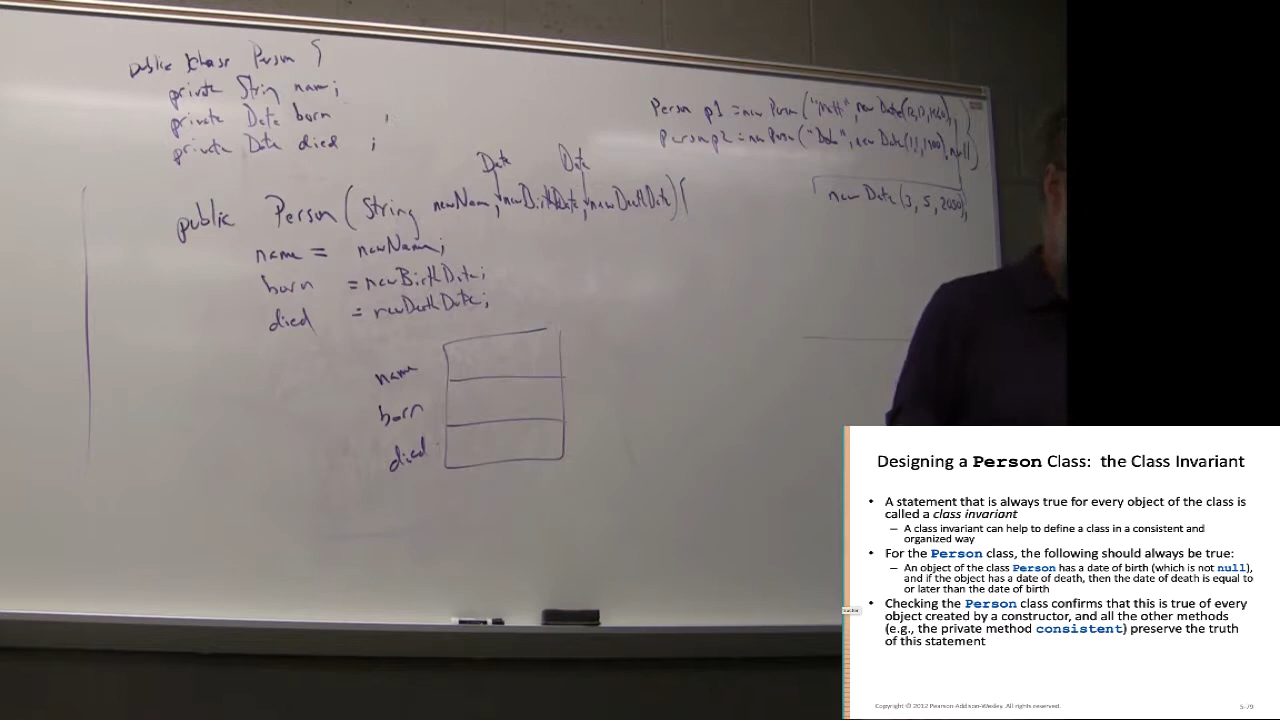 public class Person {
private String name;
private Date born ;
private Date died ;
Date Date
public Person(String newName, newBirthDate, newDeathDate){
name = newName;
born = newBirthDate;
died = newDeathDate;
name
born
died
Person p1 = new Person("Matt", new Date(
Person p2 = new Person(" ", new Date(1,1,1900), null)
new Date(3, 5, 2050);
Designing a Person Class: the Class Invariant
• A statement that is always true for every object of the class is
called a class invariant
– A class invariant can help to define a class in a consistent and
organized way
• For the Person class, the following should always be true:
– An object of the class Person has a date of birth (which is not null),
and if the object has a date of death, then the date of death is equal to
or later than the date of birth
• Checking the Person class confirms that this is true of every
object created by a constructor, and all the other methods
(e.g., the private method consistent) preserve the truth
of this statement
Copyright © 2012 Pearson Addison-Wesley. All rights reserved.
5-79